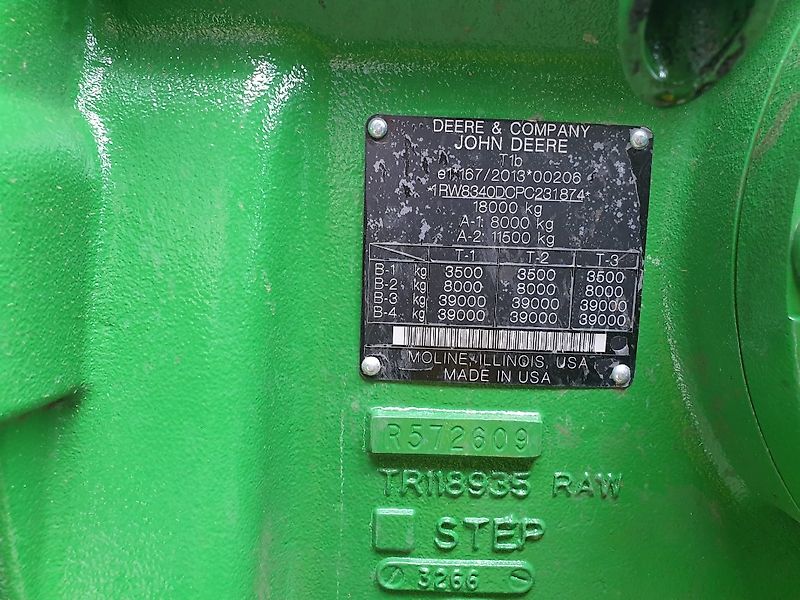 DEERE & COMPANY
JOHN DEERE
T1b
e1*167/2013*00206
*1RW8340DCPC231874*
18000 kg
A-1: 8000 kg
A-2: 11500 kg
T-1 T-2 T-3
B-1 kg 3500 3500 3500
B-2 kg 8000 8000 8000
B-3 kg 39000 39000 39000
B-4 kg 39000 39000 39000
MOLINE, ILLINOIS, USA
MADE IN USA
R572609
TR118935 RAW
STEP
3266